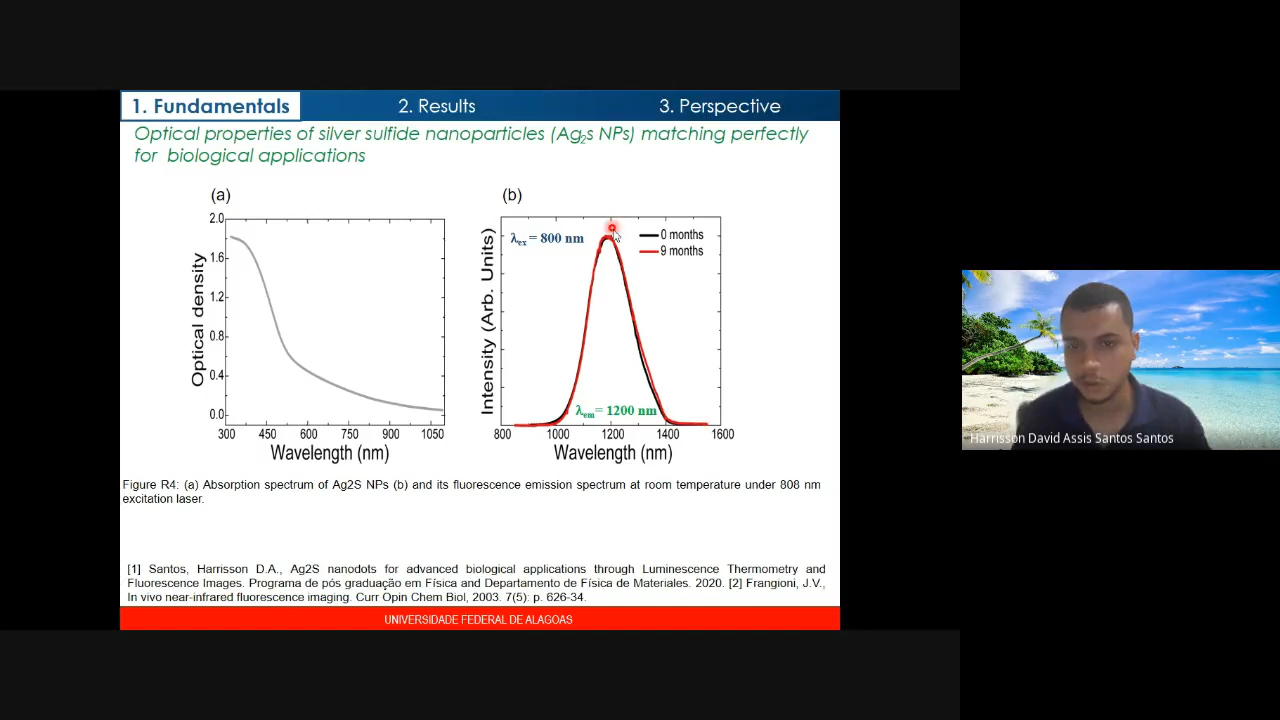 1. Fundamentals 2. Results 3. Perspective
Optical properties of silver sulfide nanoparticles (Ag2s NPs) matching perfectly
for biological applications
(a)
2.0
1.6
1.2
0.8
0.4
0.0
Optical density
300 450 600 750 900 1050
Wavelength (nm)
(b)
Intensity (Arb. Units)
λex = 800 nm
0 months
9 months
λem = 1200 nm
800 1000 1200 1400 1600
Wavelength (nm)
Figure R4: (a) Absorption spectrum of Ag2S NPs (b) and its fluorescence emission spectrum at room temperature under 808 nm
excitation laser.
[1] Santos, Harrisson D.A., Ag2S nanodots for advanced biological applications through Luminescence Thermometry and
Fluorescence Images. Programa de pós graduação em Física and Departamento de Física de Materiales. 2020. [2] Frangioni, J.V.,
In vivo near-infrared fluorescence imaging. Curr Opin Chem Biol, 2003. 7(5): p. 626-34.
UNIVERSIDADE FEDERAL DE ALAGOAS
Harrisson David Assis Santos Santos